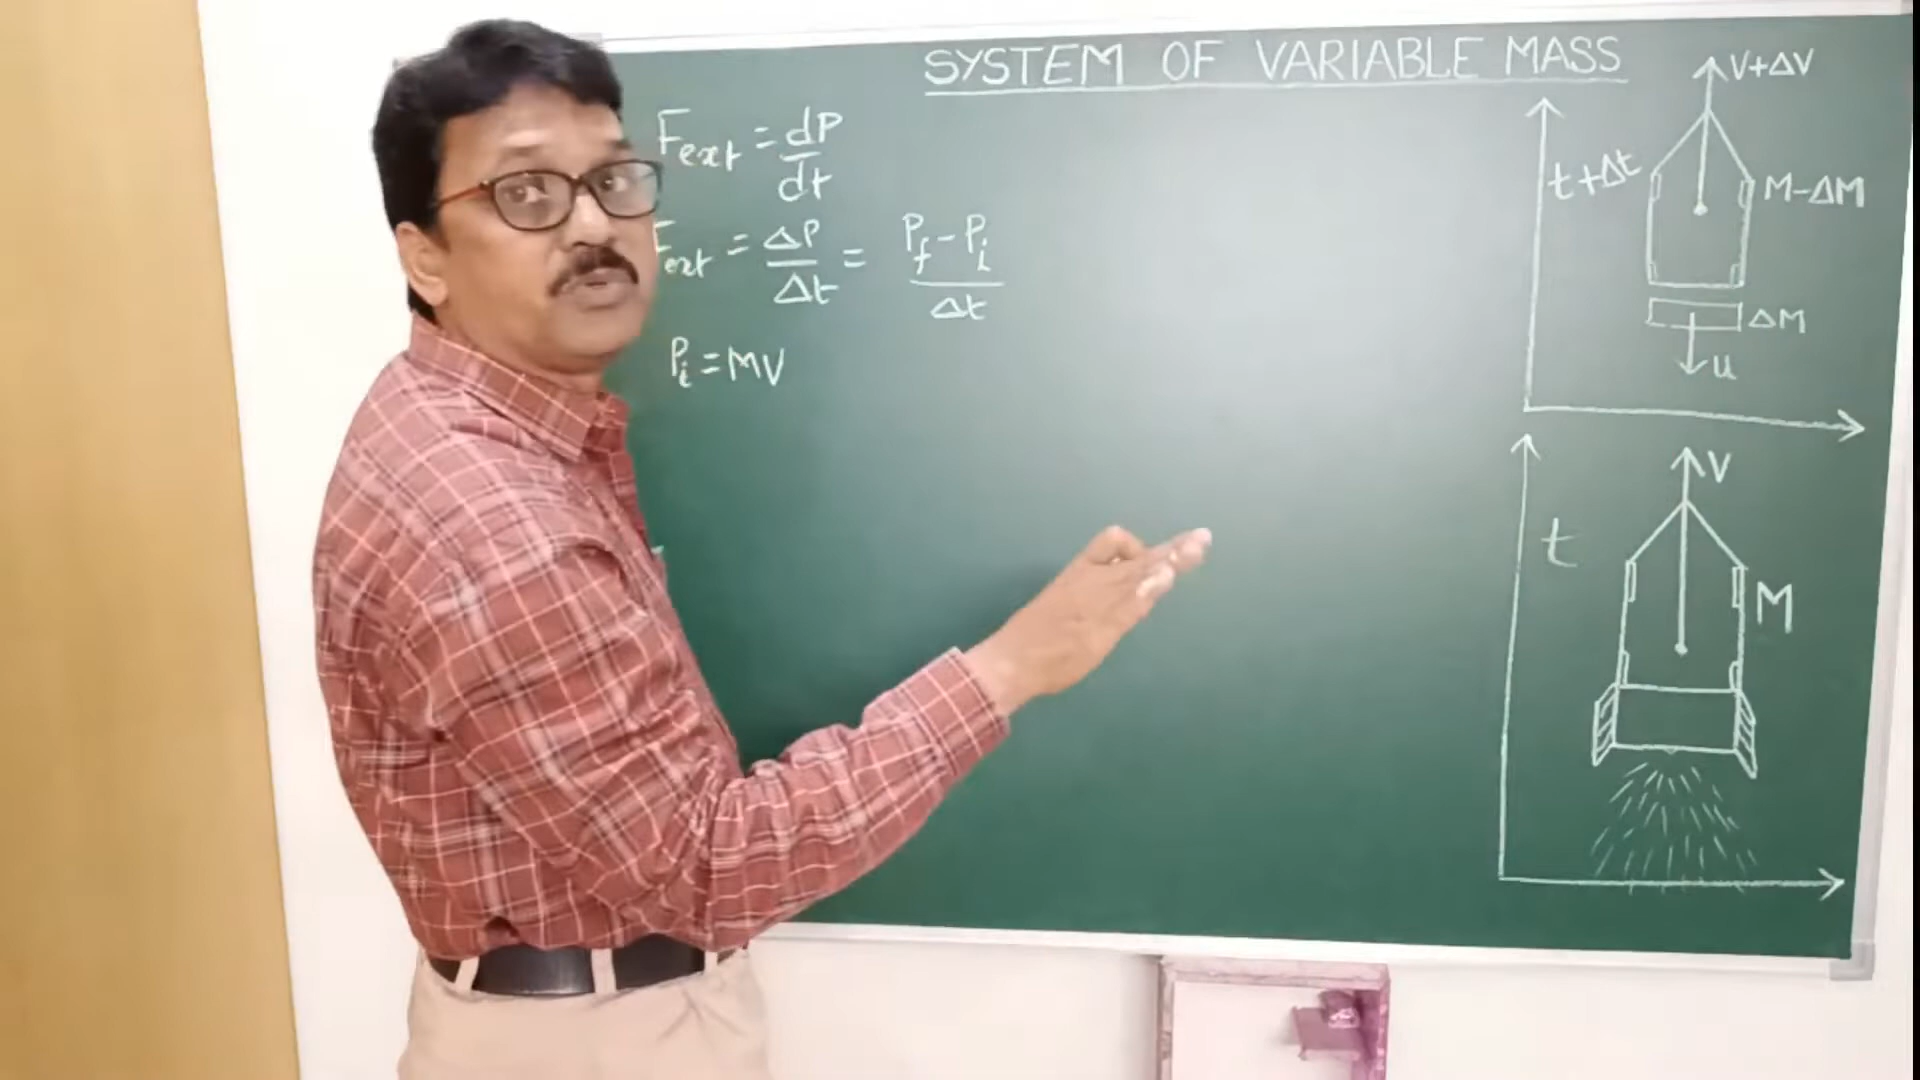 SYSTEM OF VARIABLE MASS
Fext = dP/dt
Fext = ΔP/Δt = Pf - Pi/Δt
Pi = MV
V+ΔV
t+Δt
M-ΔM
ΔM
u
V
t
M